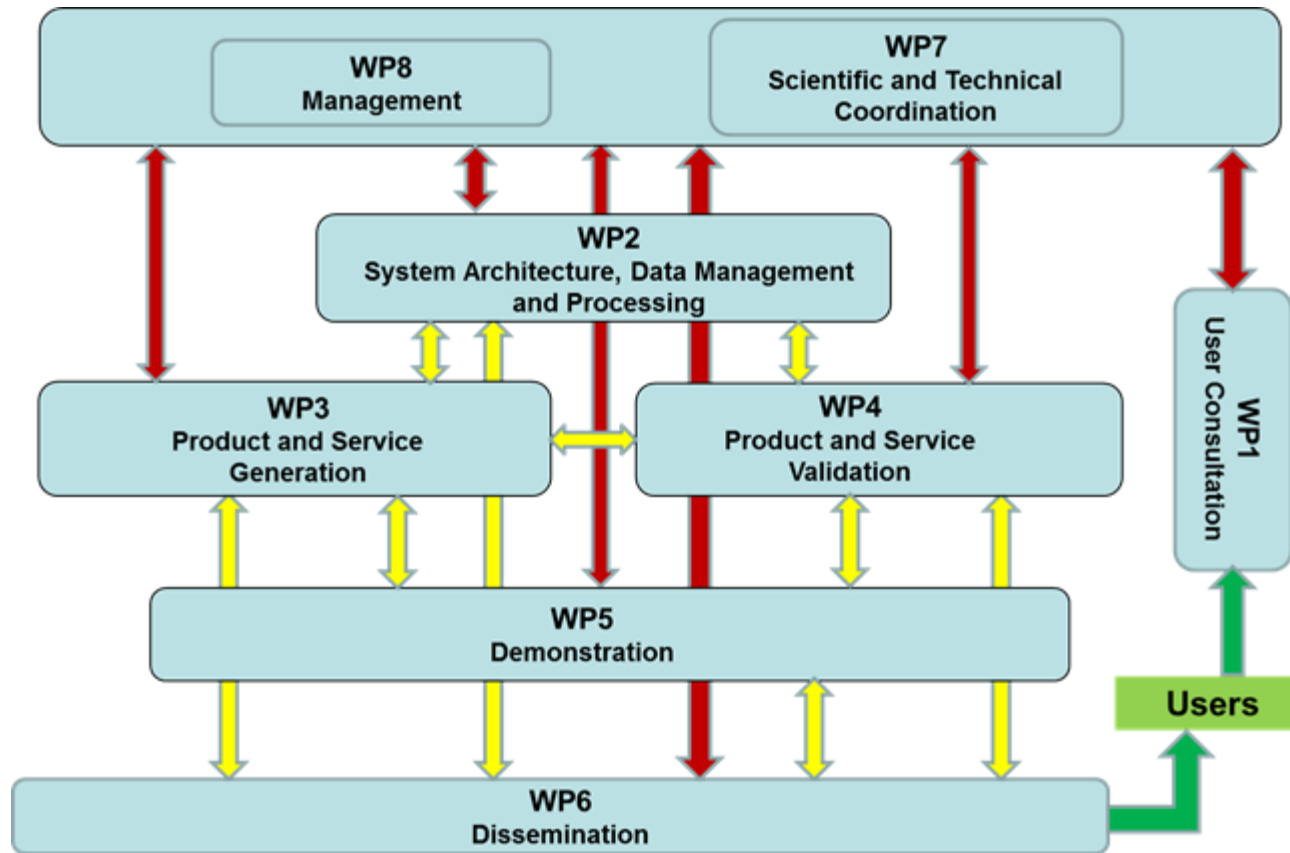 WP8
Management
WP7
Scientific and Technical
Coordination
WP2
System Architecture, Data Management
and Processing
WP3
Product and Service
Generation
WP4
Product and Service
Validation
WP1
User Consultation
WP5
Demonstration
Users
WP6
Dissemination